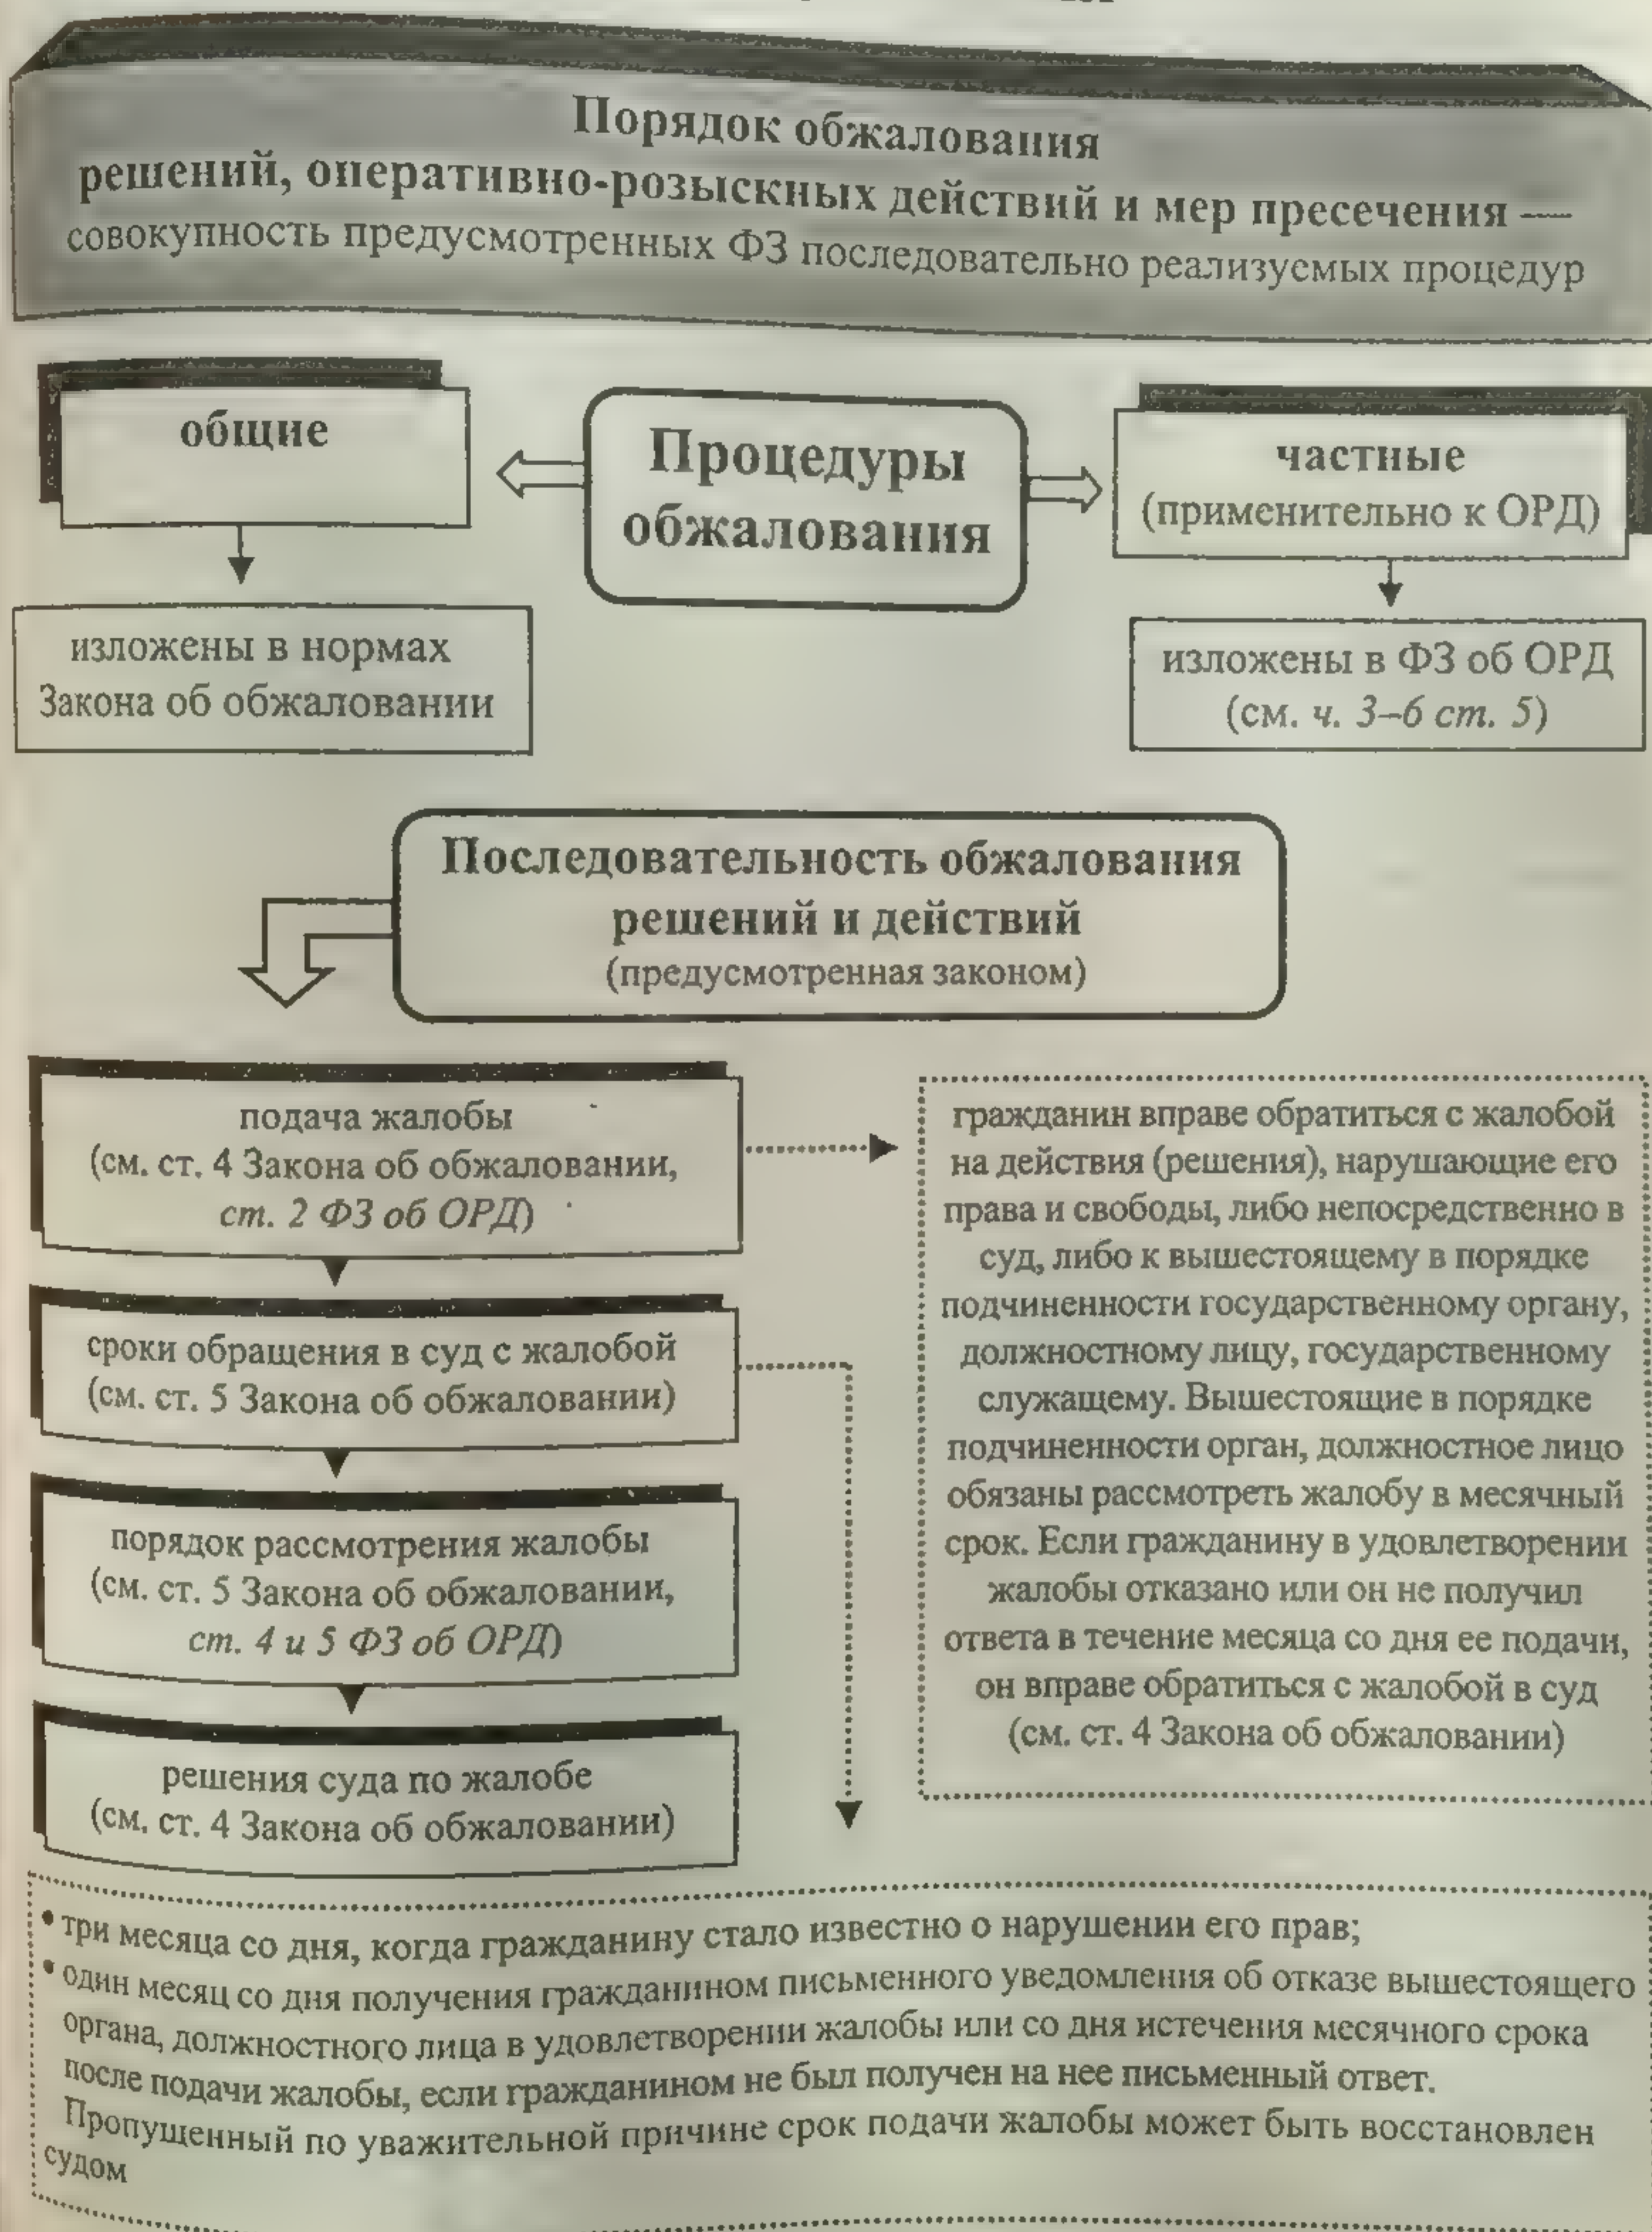 Порядок обжалования
решений, оперативно-розыскных действий и мер пресечения —
совокупность предусмотренных ФЗ последовательно реализуемых процедур
общие
Процедуры
обжалования
частные
(применительно к ОРД)
изложены в нормах
Закона об обжаловании
изложены в ФЗ об ОРД
(см. ч. 3–6 ст. 5)
Последовательность обжалования
решений и действий
(предусмотренная законом)
подача жалобы
(см. ст. 4 Закона об обжаловании,
ст. 2 ФЗ об ОРД)
сроки обращения в суд с жалобой
(см. ст. 5 Закона об обжаловании)
порядок рассмотрения жалобы
(см. ст. 5 Закона об обжаловании,
ст. 4 и 5 ФЗ об ОРД)
решения суда по жалобе
(см. ст. 4 Закона об обжаловании)
гражданин вправе обратиться с жалобой
на действия (решения), нарушающие его
права и свободы, либо непосредственно в
суд, либо к вышестоящему в порядке
подчиненности государственному органу,
должностному лицу, государственному
служащему. Вышестоящие в порядке
подчиненности орган, должностное лицо
обязаны рассмотреть жалобу в месячный
срок. Если гражданину в удовлетворении
жалобы отказано или он не получил
ответа в течение месяца со дня ее подачи,
он вправе обратиться с жалобой в суд
(см. ст. 4 Закона об обжаловании)
• три месяца со дня, когда гражданину стало известно о нарушении его прав;
• один месяц со дня получения гражданином письменного уведомления об отказе вышестоящего
органа, должностного лица в удовлетворении жалобы или со дня истечения месячного срока
после подачи жалобы, если гражданином не был получен на нее письменный ответ.
Пропущенный по уважительной причине срок подачи жалобы может быть восстановлен
судом